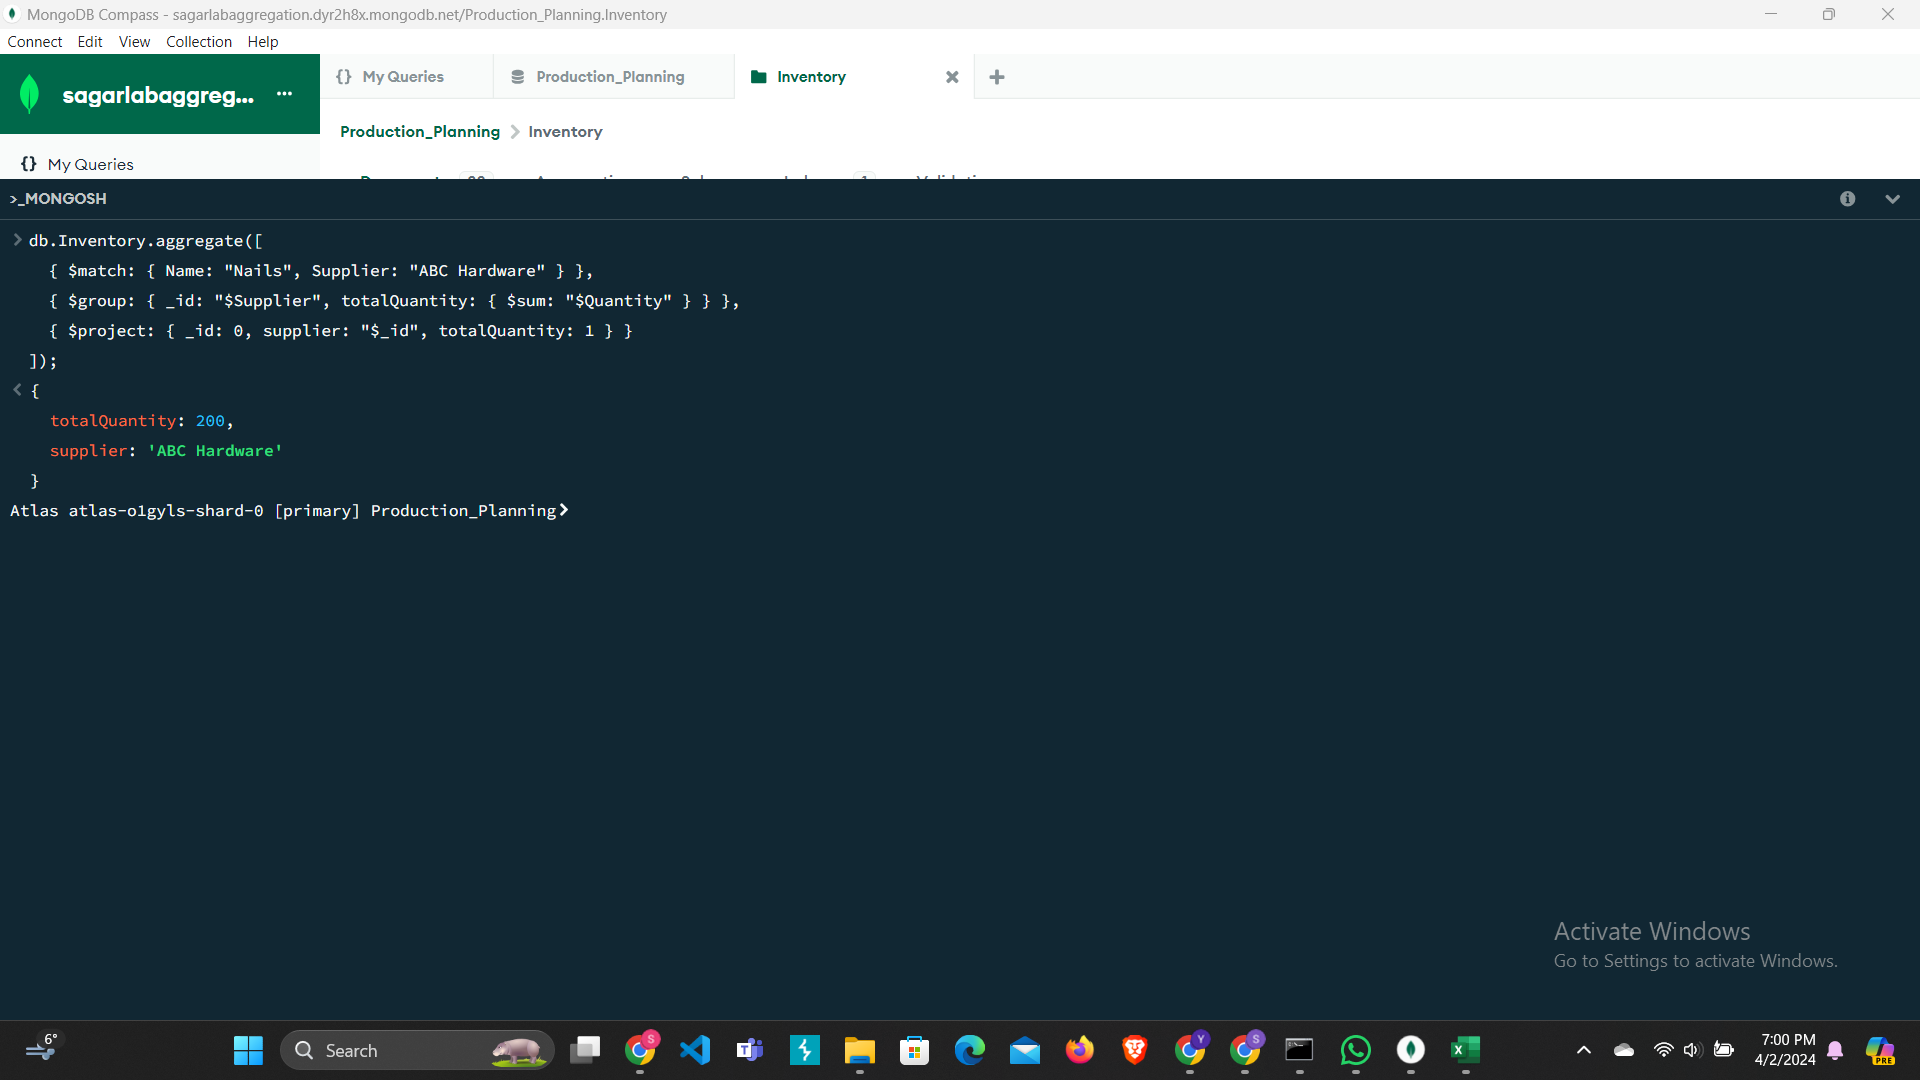 MongoDB Compass - sagarlabaggregation.dyr2h8x.mongodb.net/Production_Planning.Inventory
Connect Edit View Collection Help
sagarlabaggreg... ...
{} My Queries
Production_Planning
Inventory
Production_Planning > Inventory
{} My Queries
>_MONGOSH
> db.Inventory.aggregate([
{ $match: { Name: "Nails", Supplier: "ABC Hardware" } },
{ $group: { _id: "$Supplier", totalQuantity: { $sum: "$Quantity" } } },
{ $project: { _id: 0, supplier: "$_id", totalQuantity: 1 } }
]);
< {
totalQuantity: 200,
supplier: 'ABC Hardware'
}
Atlas atlas-o1gyls-shard-0 [primary] Production_Planning>
Activate Windows
Go to Settings to activate Windows.
6°
Search
S
Y
S
7:00 PM
4/2/2024
PRE